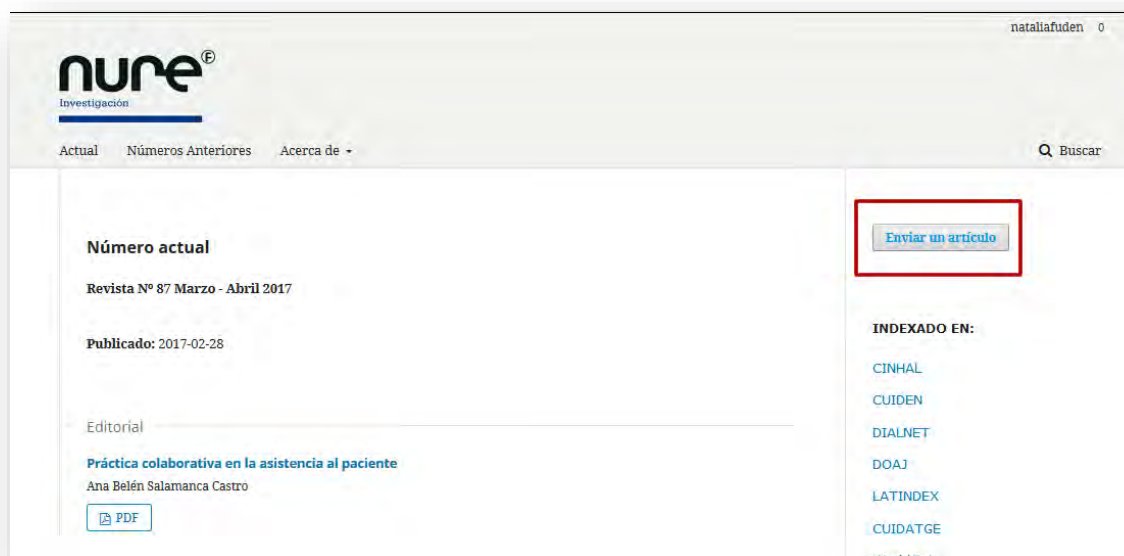 nataliafuden 0
nure®
Investigación
Actual Números Anteriores Acerca de
Buscar
Número actual
Revista Nº 87 Marzo - Abril 2017
Publicado: 2017-02-28
Editorial
Práctica colaborativa en la asistencia al paciente
Ana Belén Salamanca Castro
PDF
Enviar un artículo
INDEXADO EN:
CINHAL
CUIDEN
DIALNET
DOAJ
LATINDEX
CUIDATGE